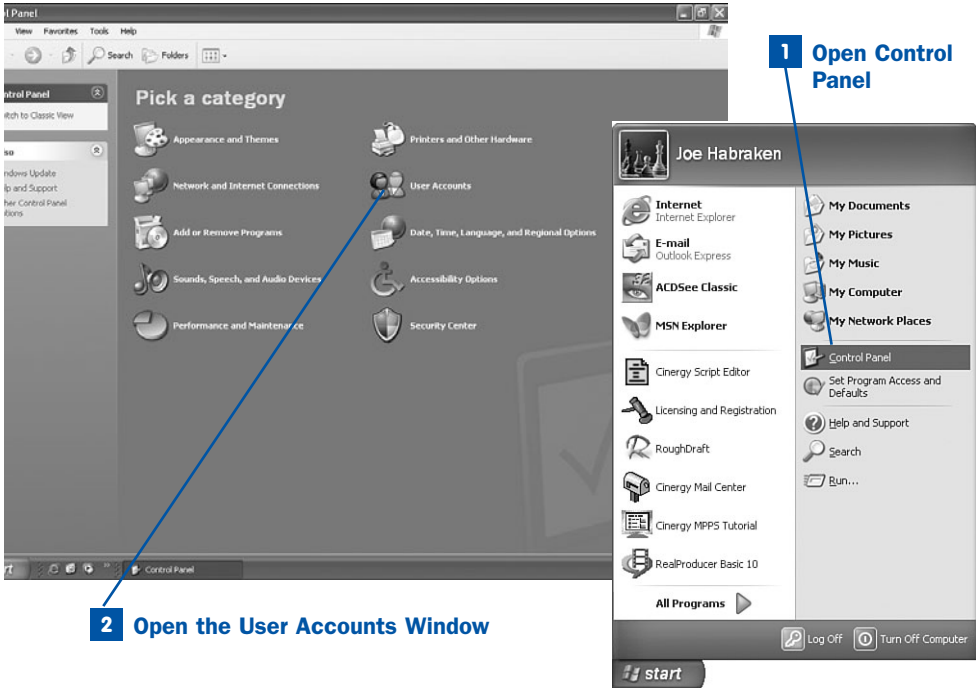 ol Panel
View Favorites Tools Help
Search Folders
ntrol Panel
witch to Classic View
Pick a category
Appearance and Themes
Printers and Other Hardware
Network and Internet Connections
User Accounts
Add or Remove Programs
Date, Time, Language, and Regional Options
Sounds, Speech, and Audio Devices
Accessibility Options
Performance and Maintenance
Security Center
so
ndows Update
lp and Support
her Control Panel
tions
rt
Control Panel
1 Open Control
Panel
Joe Habraken
Internet
Internet Explorer
E-mail
Outlook Express
ACDSee Classic
MSN Explorer
Cinergy Script Editor
Licensing and Registration
RoughDraft
Cinergy Mail Center
Cinergy MPPS Tutorial
RealProducer Basic 10
All Programs
My Documents
My Pictures
My Music
My Computer
My Network Places
Control Panel
Set Program Access and
Defaults
Help and Support
Search
Run...
Log Off Turn Off Computer
start
2 Open the User Accounts Window